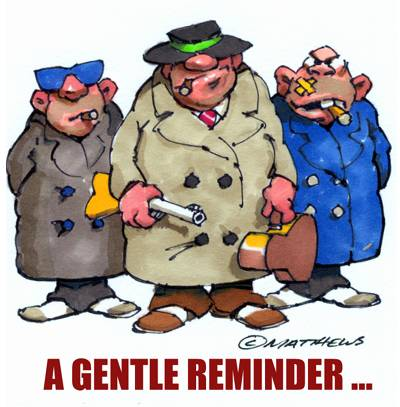 ©MATTHEWS
A GENTLE REMINDER ...